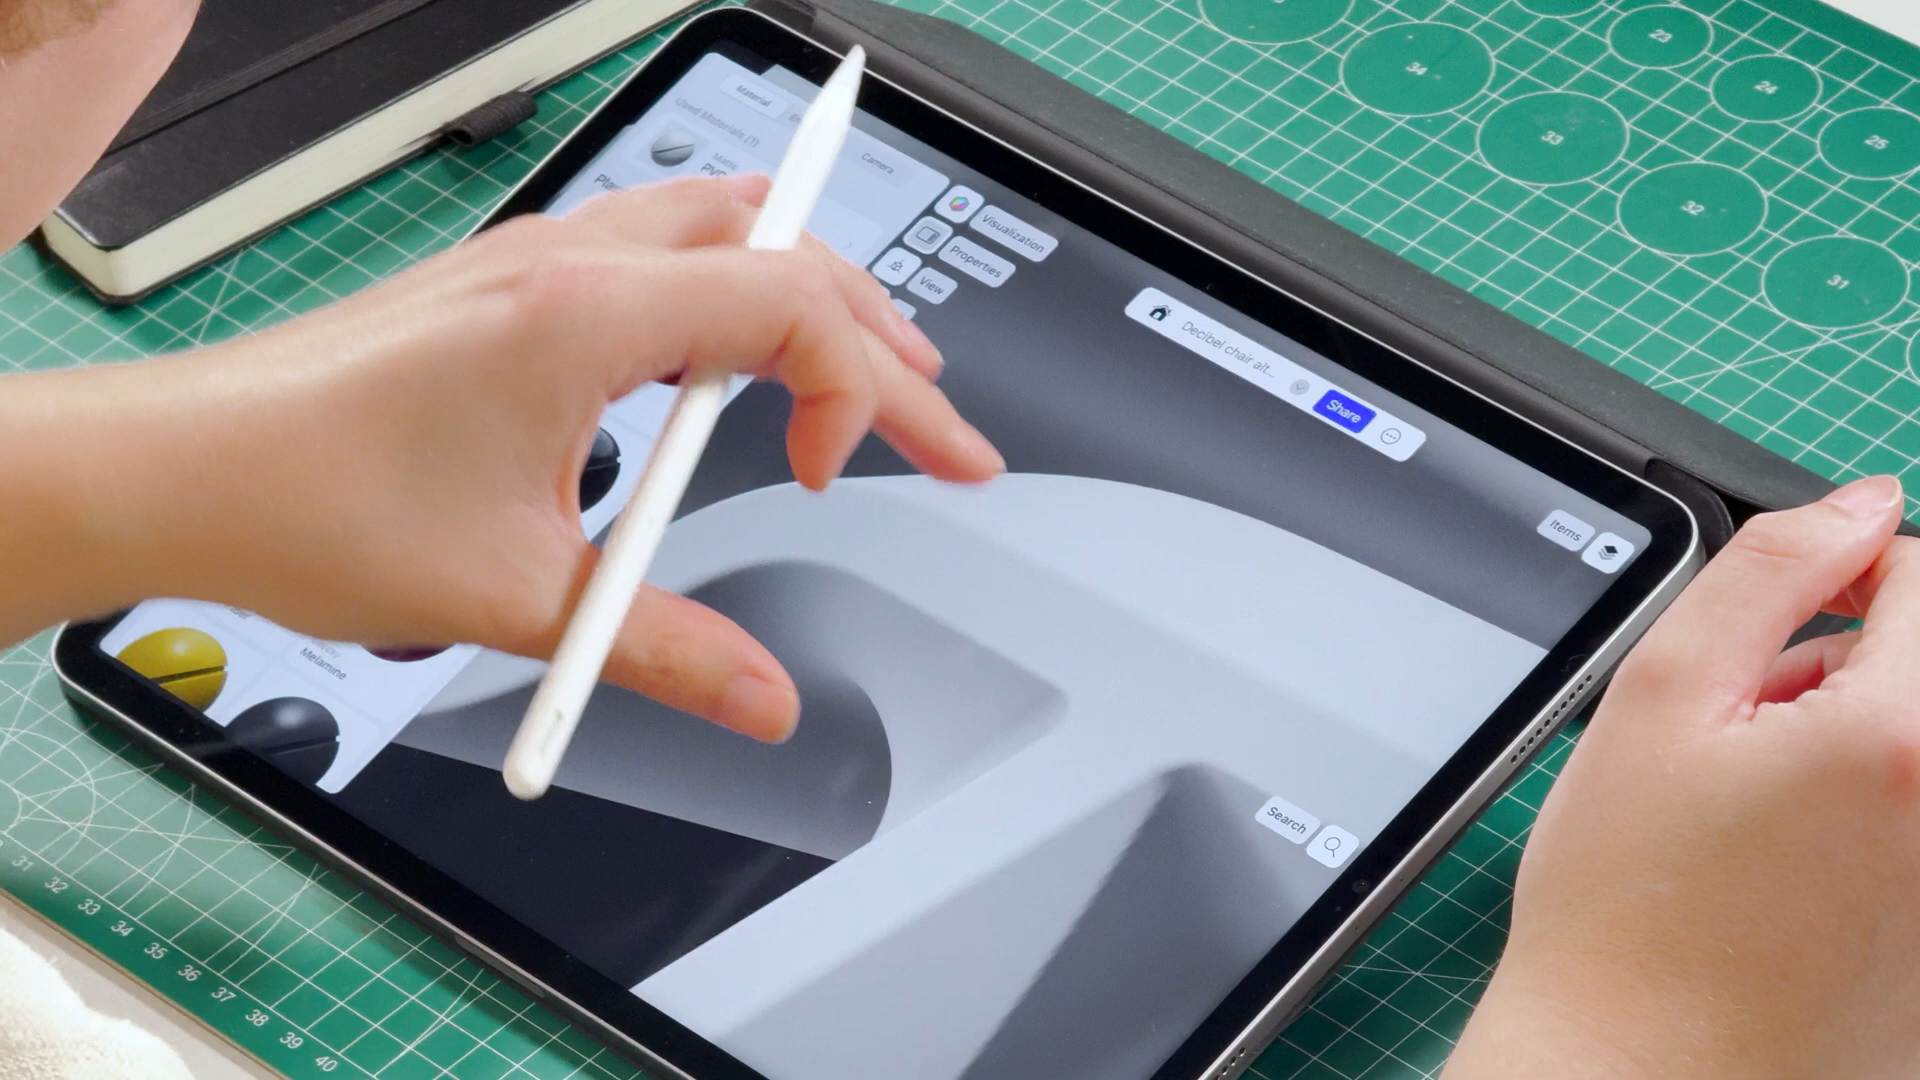 Material
Camera
Used Materials (1)
Matte
Visualization
Properties
View
Decibel chair alt...
Share
Items
Melamine
Search
34
33
32
31
23
24
25
31
32
33
34
35
36
37
38
39
40